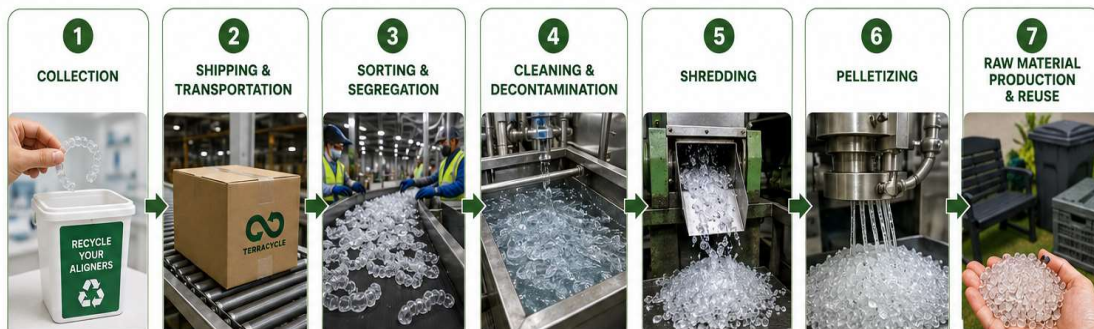 1
COLLECTION
RECYCLE
YOUR
ALIGNERS
2
SHIPPING &
TRANSPORTATION
TERRACYCLE
3
SORTING &
SEGREGATION
4
CLEANING &
DECONTAMINATION
5
SHREDDING
6
PELLETIZING
7
RAW MATERIAL
PRODUCTION
& REUSE